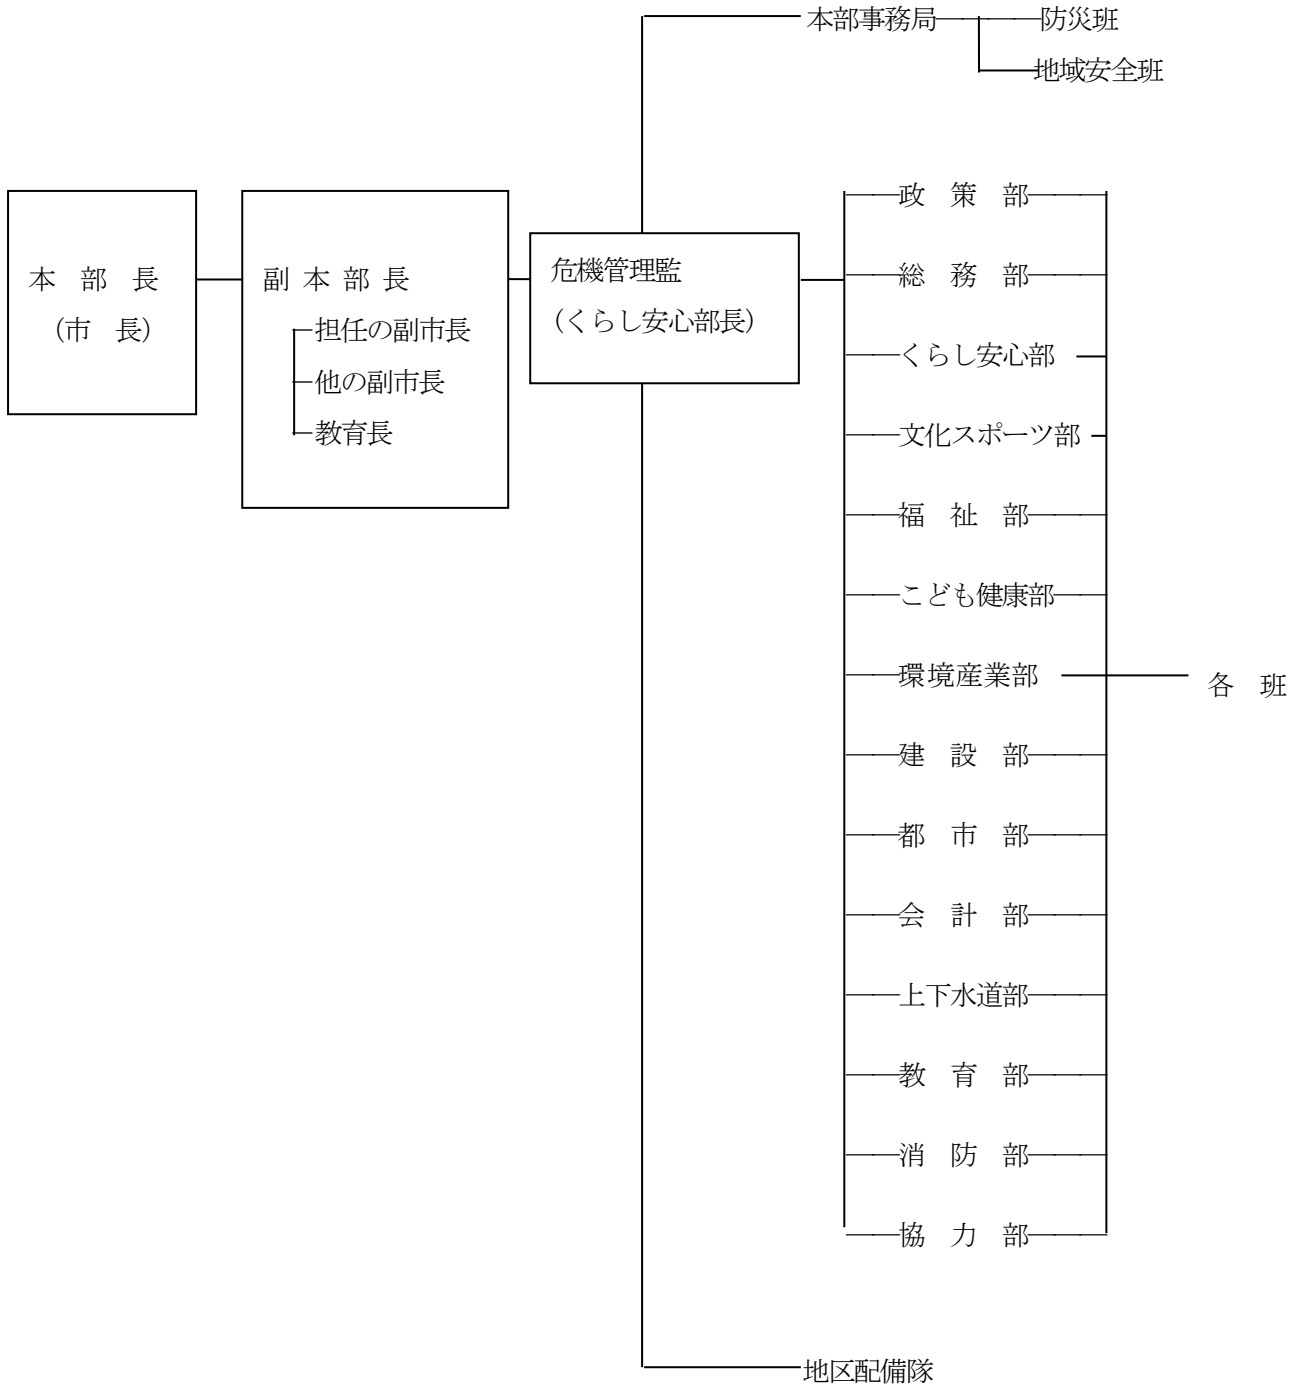 本部事務局
防災班
地域安全班
本　部　長
（市　長）
副 本 部 長
担任の副市長
他の副市長
教育長
危機管理監
（くらし安心部長）
政　策　部
総　務　部
くらし安心部
文化スポーツ部
福　祉　部
こども健康部
環境産業部
各　班
建　設　部
都　市　部
会　計　部
上下水道部
教　育　部
消　防　部
協　力　部
地区配備隊